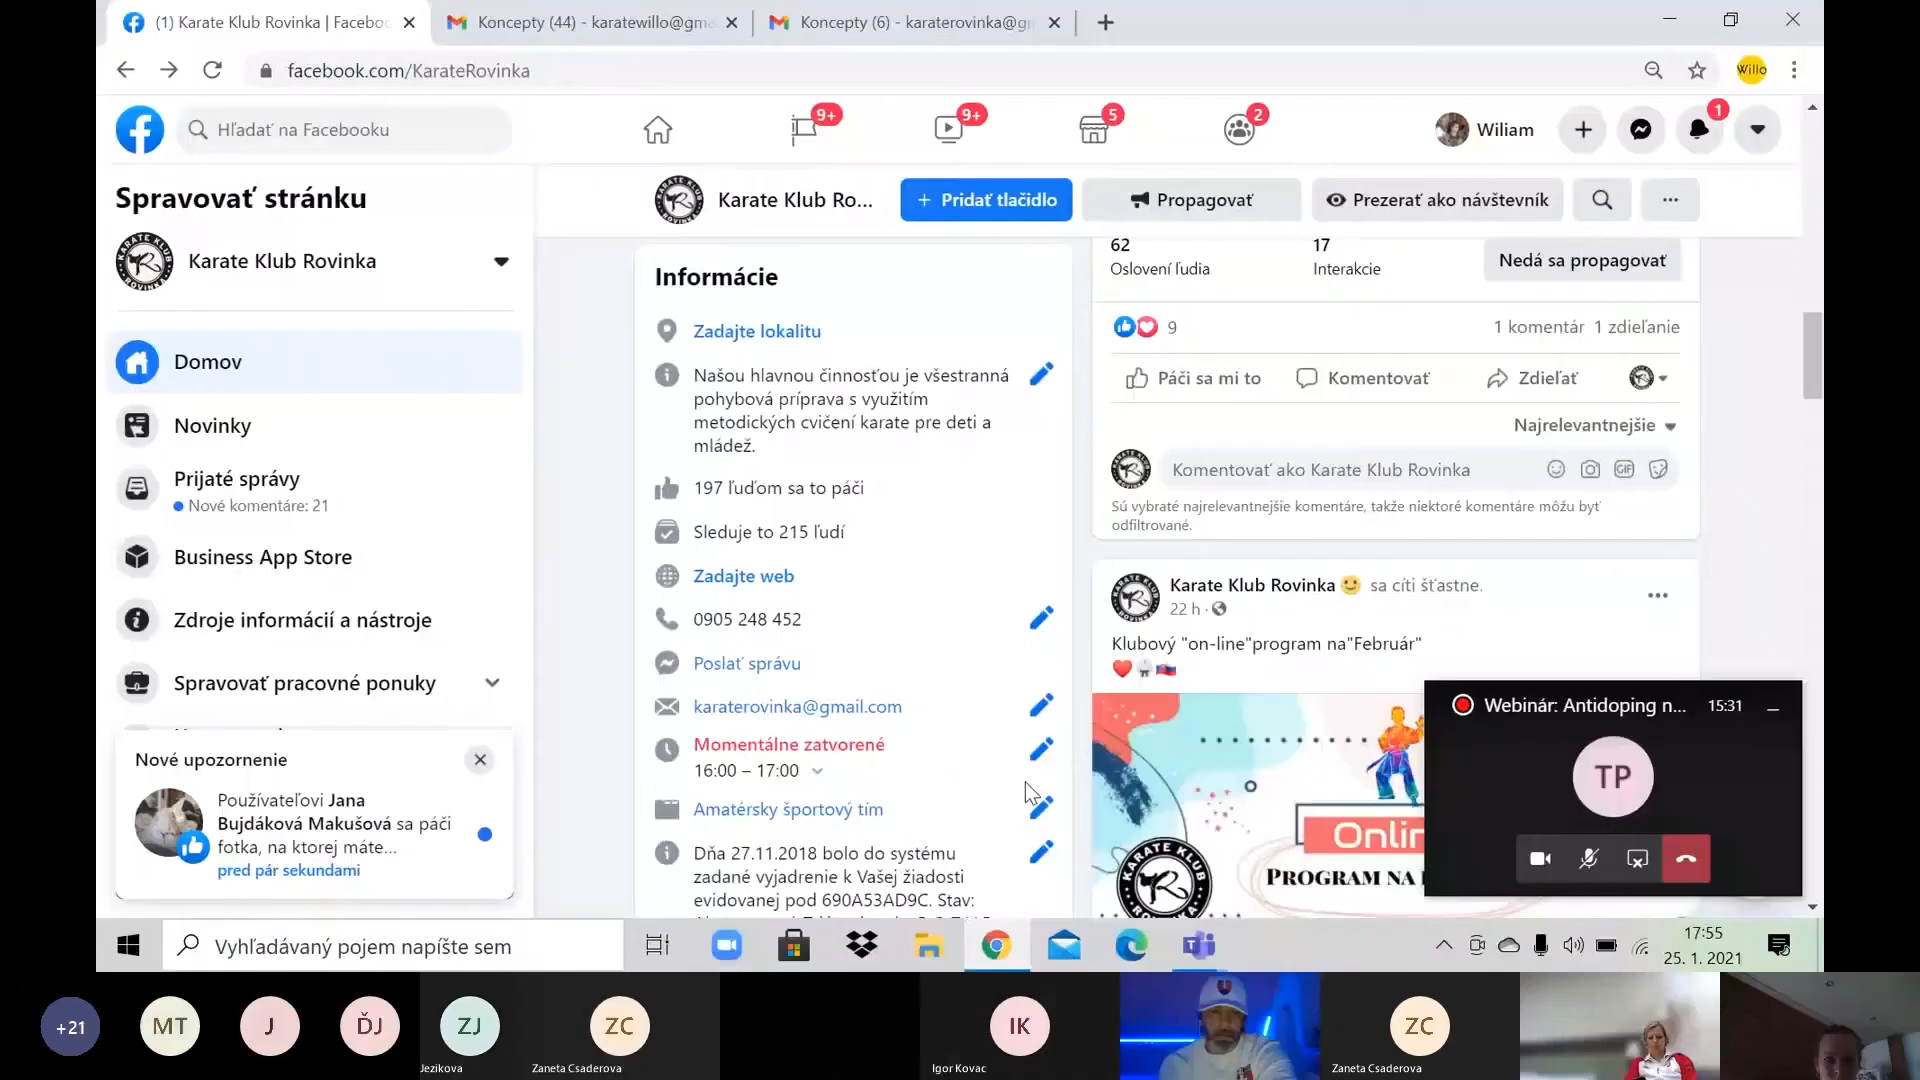 (1) Karate Klub Rovinka | Facebo
Koncepty (44) - karatewillo@gm
Koncepty (6) - karaterovinka@g
facebook.com/KarateRovinka
Willo
Hľadať na Facebooku
9+
9+
5
2
Wiliam
1
Spravovať stránku
Karate Klub Rovinka
Domov
Novinky
Prijaté správy
Nové komentáre: 21
Business App Store
Zdroje informácií a nástroje
Spravovať pracovné ponuky
Nové upozornenie
Používateľovi Jana
Bujdáková Makušová sa páči
fotka, na ktorej máte...
pred pár sekundami
Karate Klub Ro...
+ Pridať tlačidlo
Propagovať
Prezerať ako návštevník
Informácie
Zadajte lokalitu
Našou hlavnou činnosťou je všestranná
pohybová príprava s využitím
metodických cvičení karate pre deti a
mládež.
197 ľuďom sa to páči
Sleduje to 215 ľudí
Zadajte web
0905 248 452
Poslať správu
karaterovinka@gmail.com
Momentálne zatvorené
16:00 – 17:00
Amatérsky športový tím
Dňa 27.11.2018 bolo do systému
zadané vyjadrenie k Vašej žiadosti
evidovanej pod 690A53AD9C. Stav:
62
Oslovení ľudia
17
Interakcie
Nedá sa propagovať
9
1 komentár 1 zdieľanie
Páči sa mi to
Komentovať
Zdieľať
Najrelevantnejšie
Komentovať ako Karate Klub Rovinka
GIF
Sú vybraté najrelevantnejšie komentáre, takže niektoré komentáre môžu byť
odfiltrované.
Karate Klub Rovinka sa cíti šťastne.
22 h
Klubový "on-line"program na"Február"
Onlin
PROGRAM NA
KARATE KLUB
Webinár: Antidoping n...
15:31
TP
Vyhľadávaný pojem napíšte sem
17:55
25. 1. 2021
+21
MT
J
ĎJ
ZJ
Jezikova
ZC
Zaneta Csaderova
IK
Igor Kovac
ZC
Zaneta Csaderova